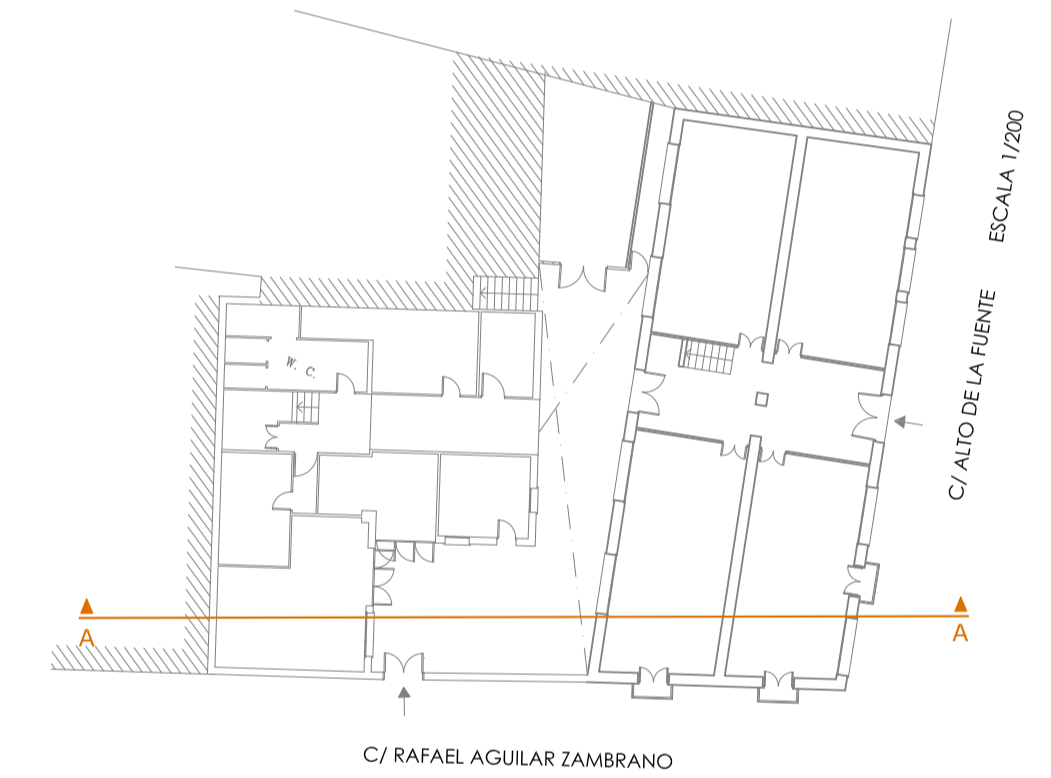 ESCALA 1/200
C/ ALTO DE LA FUENTE
W. C.
A
A
C/ RAFAEL AGUILAR ZAMBRANO